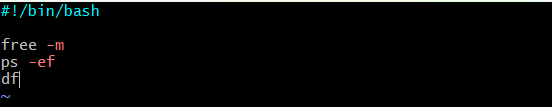 #!/bin/bash
free -m
ps -ef
df
~